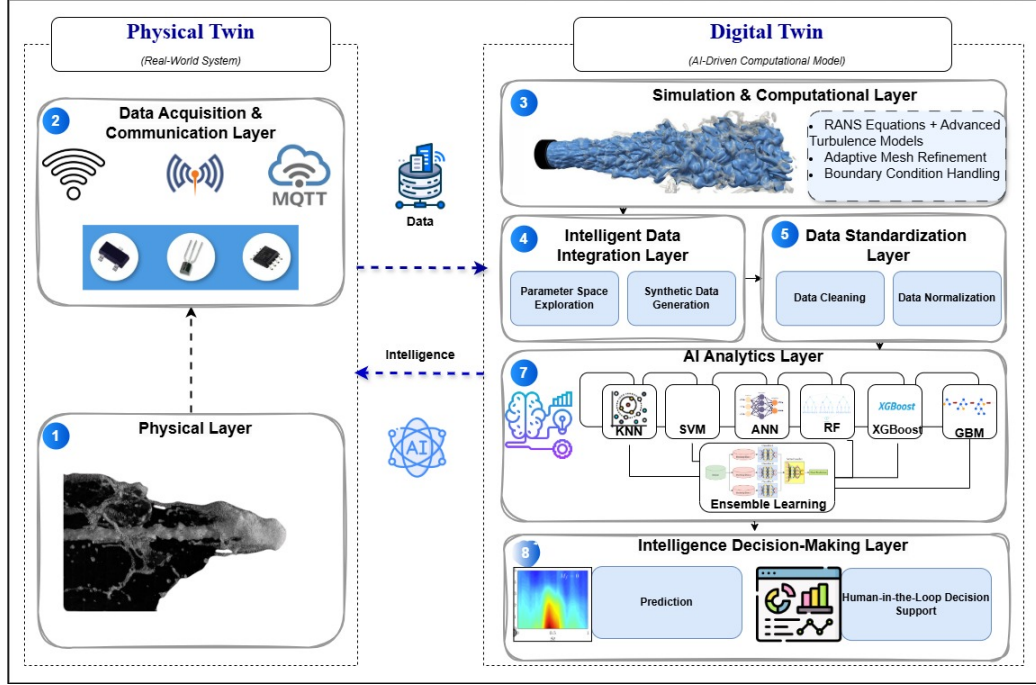 Physical Twin
(Real-World System)
2
Data Acquisition &
Communication Layer
MQTT
1
Physical Layer
Data
Intelligence
AI
Digital Twin
(AI-Driven Computational Model)
3
Simulation & Computational Layer
• RANS Equations + Advanced
Turbulence Models
• Adaptive Mesh Refinement
• Boundary Condition Handling
4
Intelligent Data
Integration Layer
Parameter Space
Exploration
Synthetic Data
Generation
5
Data Standardization
Layer
Data Cleaning
Data Normalization
7
AI Analytics Layer
KNN
SVM
ANN
RF
XGBoost
XGBoost
GBM
Ensemble Learning
8
Intelligence Decision-Making Layer
Prediction
Human-in-the-Loop Decision
Support